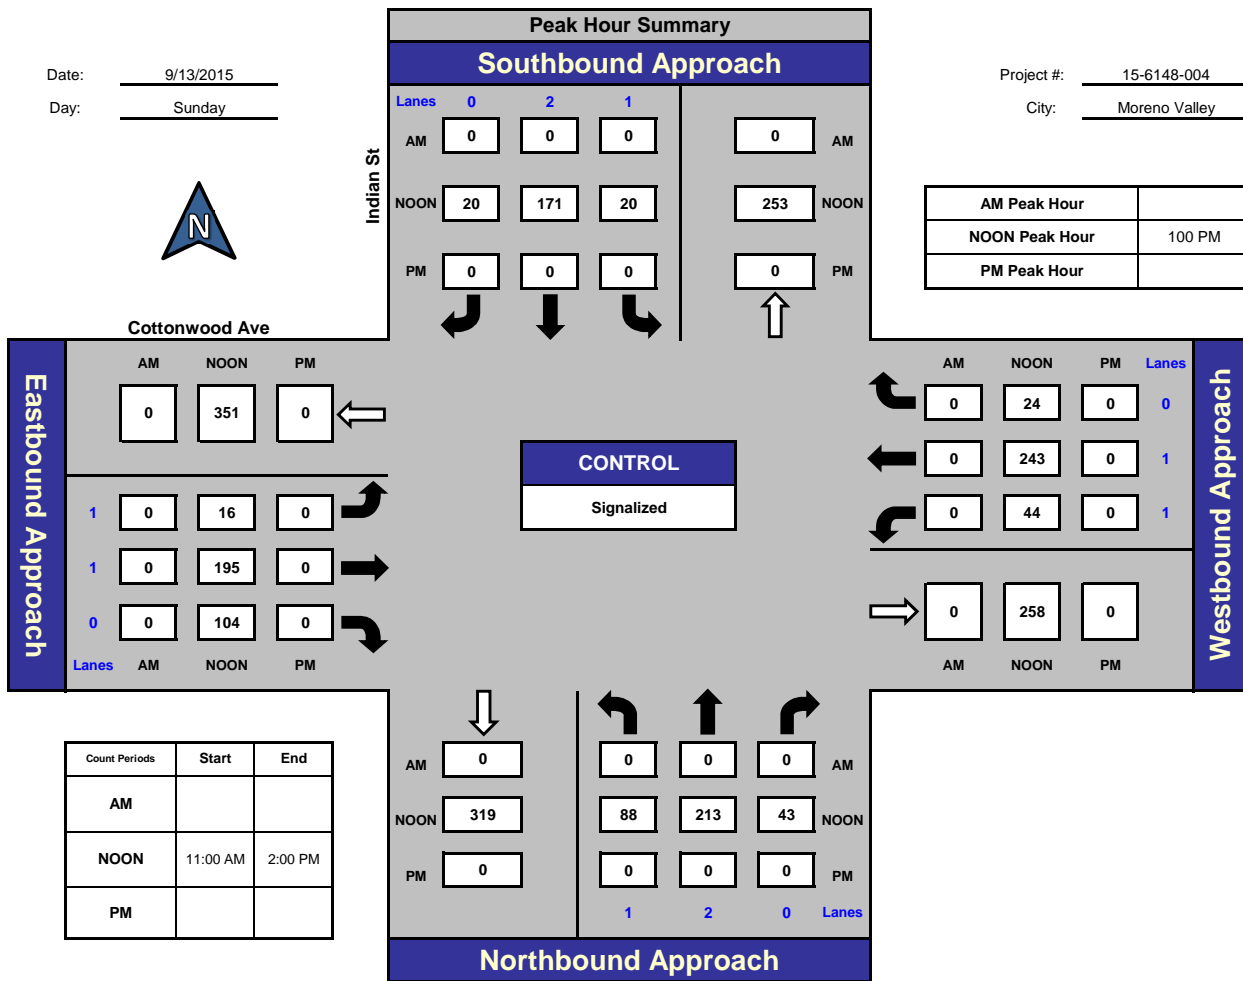 Peak Hour Summary
Southbound Approach
Date: 9/13/2015
Day: Sunday
Project #: 15-6148-004
City: Moreno Valley
N
Indian St
Lanes 0 2 1
AM 0 0 0 0 AM
NOON 20 171 20 253 NOON
PM 0 0 0 0 PM
AM Peak Hour
NOON Peak Hour 100 PM
PM Peak Hour
Cottonwood Ave
Eastbound Approach
AM NOON PM
0 351 0
1 0 16 0
1 0 195 0
0 0 104 0
Lanes AM NOON PM
CONTROL
Signalized
Westbound Approach
AM NOON PM Lanes
0 24 0 0
0 243 0 1
0 44 0 1
0 258 0
AM NOON PM
Count Periods Start End
AM
NOON 11:00 AM 2:00 PM
PM
AM 0 0 0 0 AM
NOON 319 88 213 43 NOON
PM 0 0 0 0 PM
1 2 0 Lanes
Northbound Approach